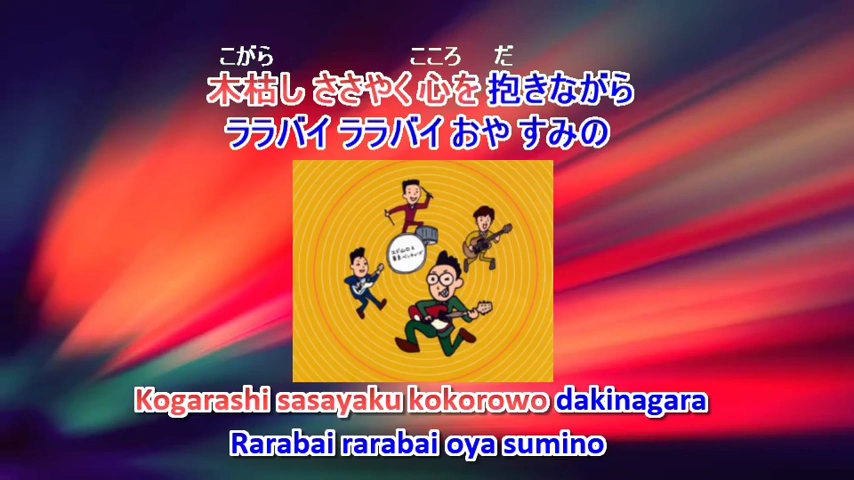 こがら こころ だ
木枯し ささやく 心を 抱きながら
ララバイ ララバイ おや すみの
Kogarashi sasayaku kokorowo dakinagara
Rarabai rarabai oya sumino